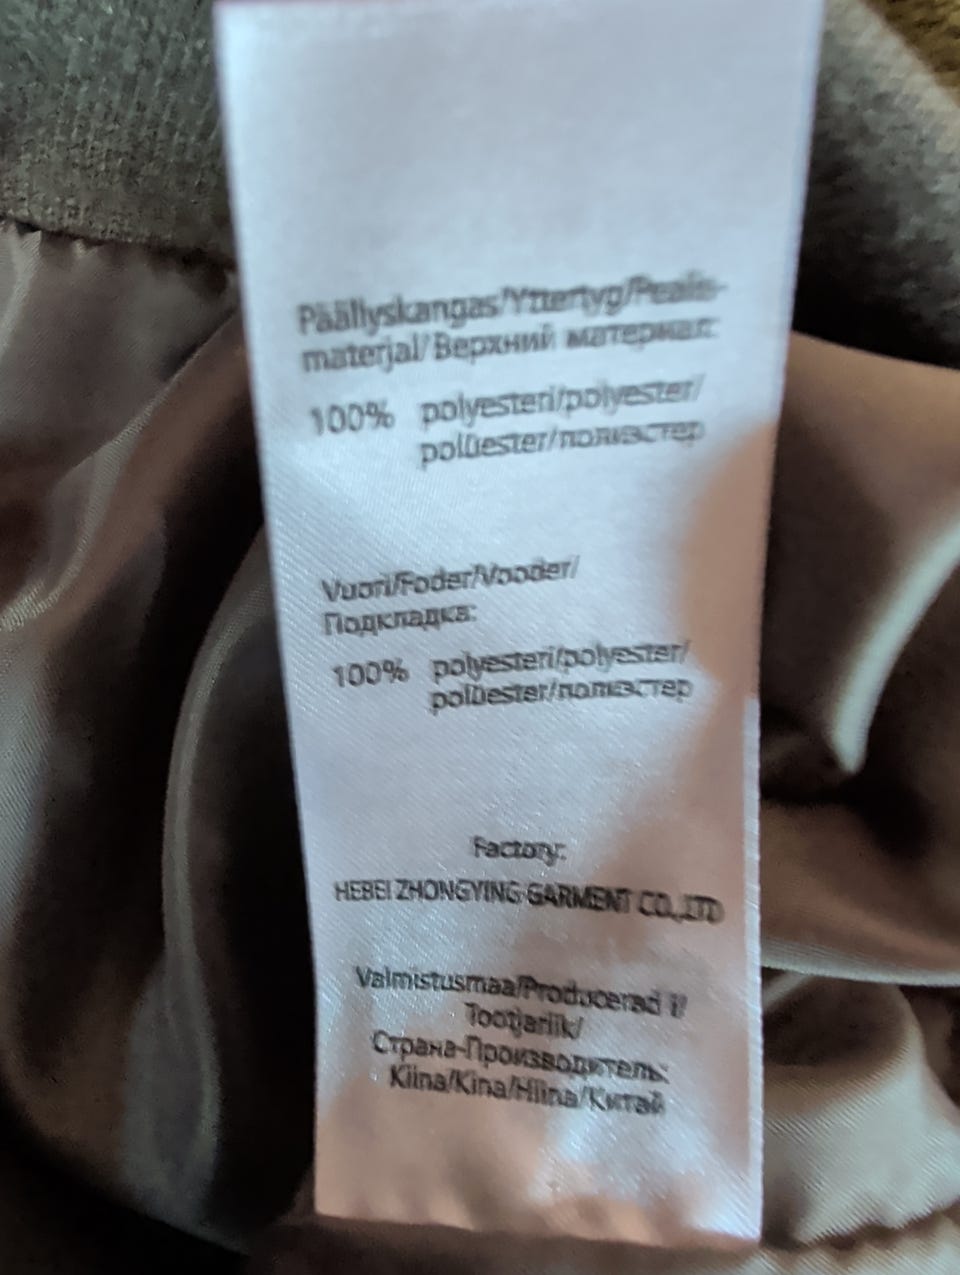 Päällyskangas/Yttertyg/Pealis-
materjal/Верхний материал:
100% polyesteri/polyester/
polüester/полиэстер
Vuori/Foder/Vooder/
Подкладка:
100% polyesteri/polyester/
polüester/полиэстер
Factory:
HEBEI ZHONGYING GARMENT CO.,LTD
Valmistusmaa/Producerad i/
Tootjariik/
Страна-Производитель:
Kiina/Kina/Hiina/Китай